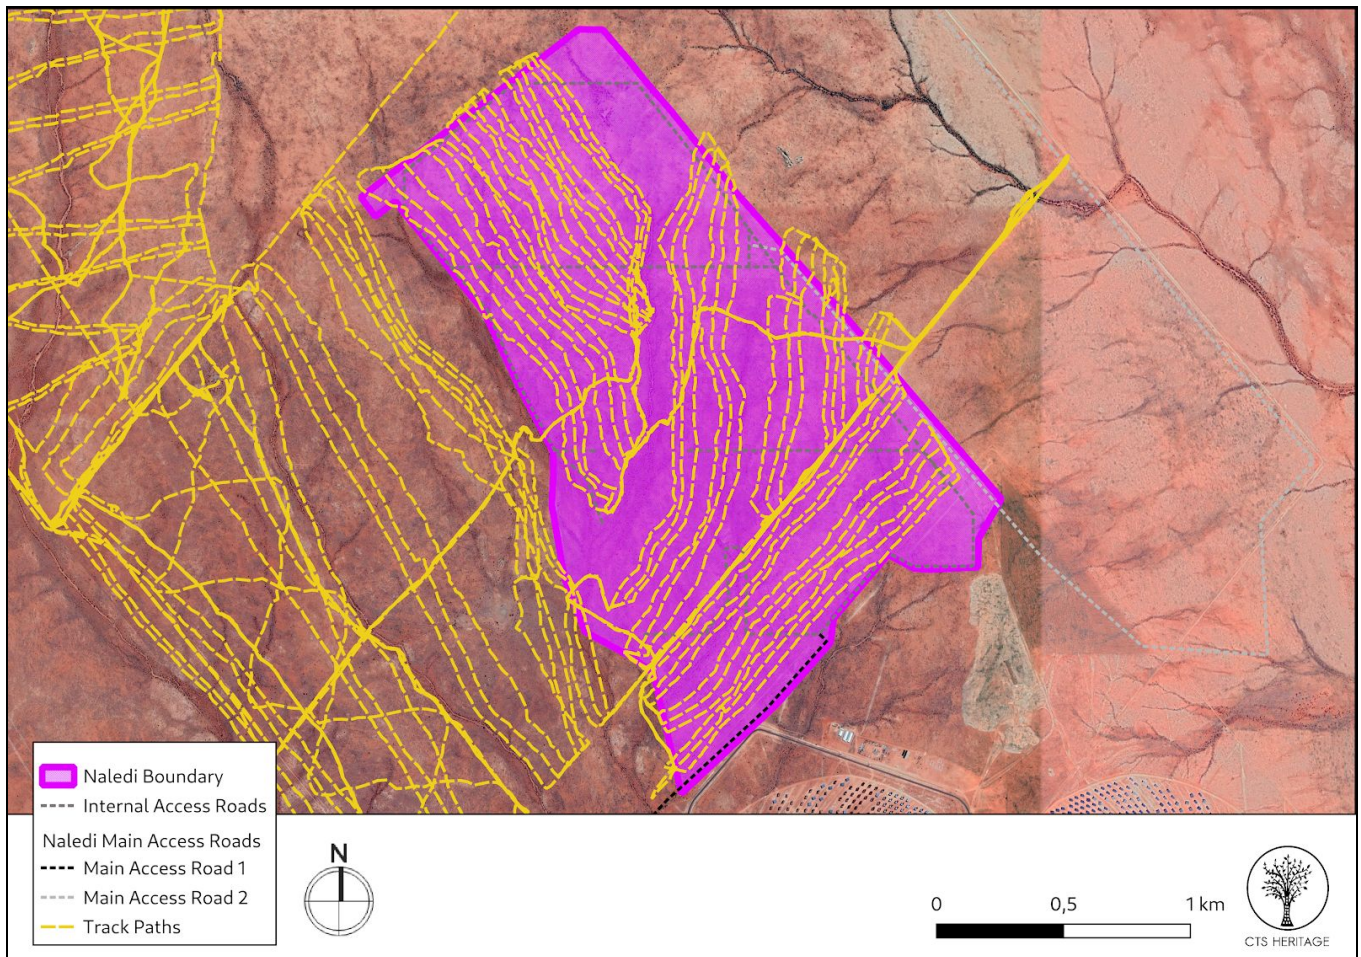 Naledi Boundary
Internal Access Roads
Naledi Main Access Roads
Main Access Road 1
Main Access Road 2
Track Paths
N
0 0,5 1 km
CTS HERITAGE